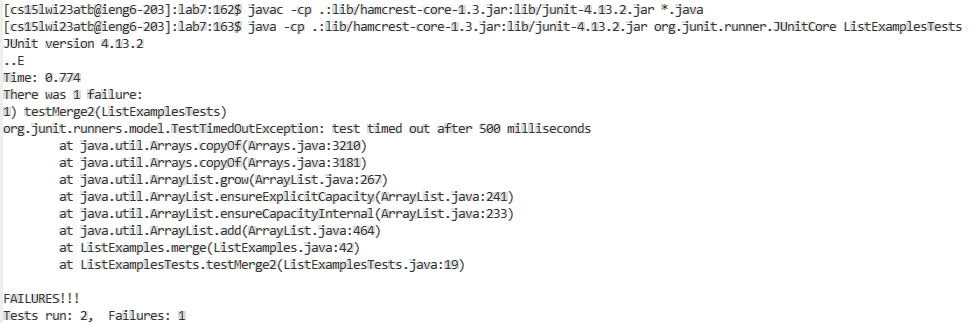 [cs15lwi23atb@ieng6-203]:lab7:162$ javac -cp .:lib/hamcrest-core-1.3.jar:lib/junit-4.13.2.jar *.java
[cs15lwi23atb@ieng6-203]:lab7:163$ java -cp .:lib/hamcrest-core-1.3.jar:lib/junit-4.13.2.jar org.junit.runner.JUnitCore ListExamplesTests
JUnit version 4.13.2
..E
Time: 0.774
There was 1 failure:
1) testMerge2(ListExamplesTests)
org.junit.runners.model.TestTimedOutException: test timed out after 500 milliseconds
        at java.util.Arrays.copyOf(Arrays.java:3210)
        at java.util.Arrays.copyOf(Arrays.java:3181)
        at java.util.ArrayList.grow(ArrayList.java:267)
        at java.util.ArrayList.ensureExplicitCapacity(ArrayList.java:241)
        at java.util.ArrayList.ensureCapacityInternal(ArrayList.java:233)
        at java.util.ArrayList.add(ArrayList.java:464)
        at ListExamples.merge(ListExamples.java:42)
        at ListExamplesTests.testMerge2(ListExamplesTests.java:19)

FAILURES!!!
Tests run: 2,  Failures: 1